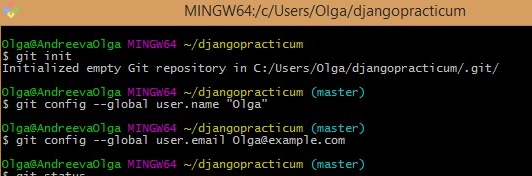 MINGW64:/c/Users/Olga/djangopracticum
Olga@AndreevaOlga MINGW64 ~/djangopracticum
$ git init
Initialized empty Git repository in C:/Users/Olga/djangopracticum/.git/
Olga@AndreevaOlga MINGW64 ~/djangopracticum (master)
$ git config --global user.name "Olga"
Olga@AndreevaOlga MINGW64 ~/djangopracticum (master)
$ git config --global user.email Olga@example.com
Olga@AndreevaOlga MINGW64 ~/djangopracticum (master)
$ git status